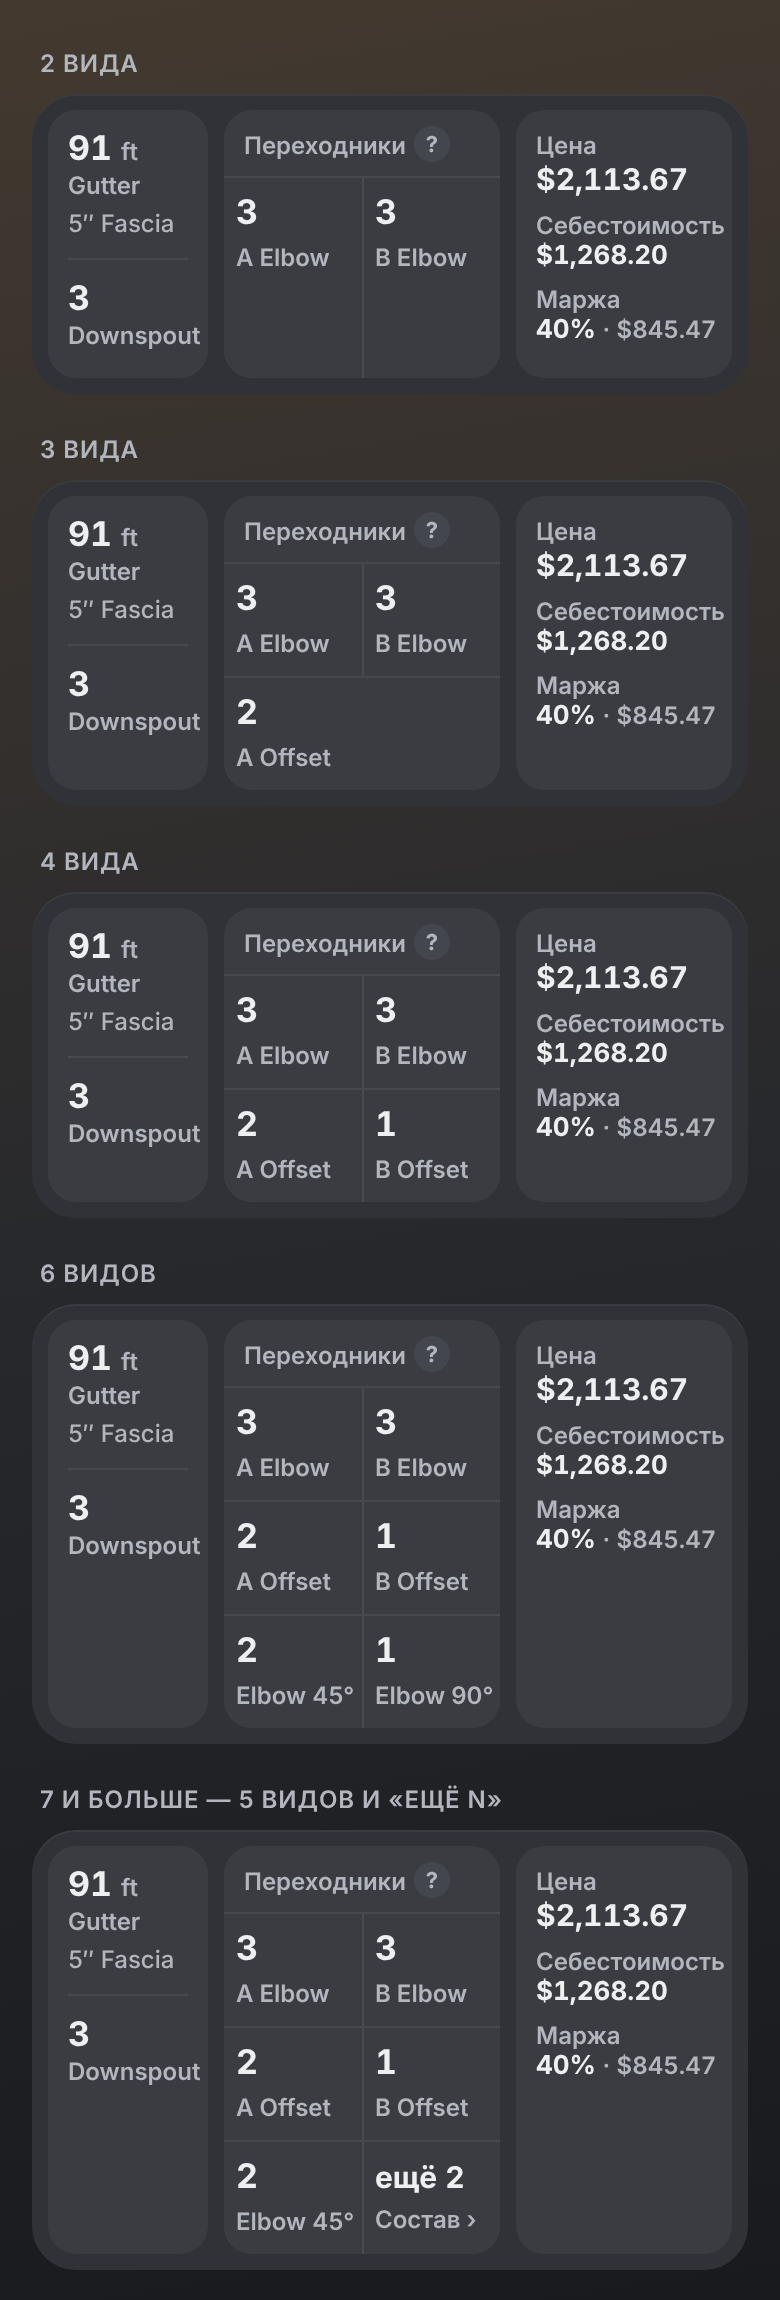 2 ВИДА
91 ft
Gutter
5″ Fascia
3
Downspout
Переходники ?
3
A Elbow
3
B Elbow
Цена
$2,113.67
Себестоимость
$1,268.20
Маржа
40% · $845.47
3 ВИДА
91 ft
Gutter
5″ Fascia
3
Downspout
Переходники ?
3
A Elbow
3
B Elbow
2
A Offset
Цена
$2,113.67
Себестоимость
$1,268.20
Маржа
40% · $845.47
4 ВИДА
91 ft
Gutter
5″ Fascia
3
Downspout
Переходники ?
3
A Elbow
3
B Elbow
2
A Offset
1
B Offset
Цена
$2,113.67
Себестоимость
$1,268.20
Маржа
40% · $845.47
6 ВИДОВ
91 ft
Gutter
5″ Fascia
3
Downspout
Переходники ?
3
A Elbow
3
B Elbow
2
A Offset
1
B Offset
2
Elbow 45°
1
Elbow 90°
Цена
$2,113.67
Себестоимость
$1,268.20
Маржа
40% · $845.47
7 И БОЛЬШЕ — 5 ВИДОВ И «ЕЩЁ N»
91 ft
Gutter
5″ Fascia
3
Downspout
Переходники ?
3
A Elbow
3
B Elbow
2
A Offset
1
B Offset
2
Elbow 45°
ещё 2
Состав ›
Цена
$2,113.67
Себестоимость
$1,268.20
Маржа
40% · $845.47